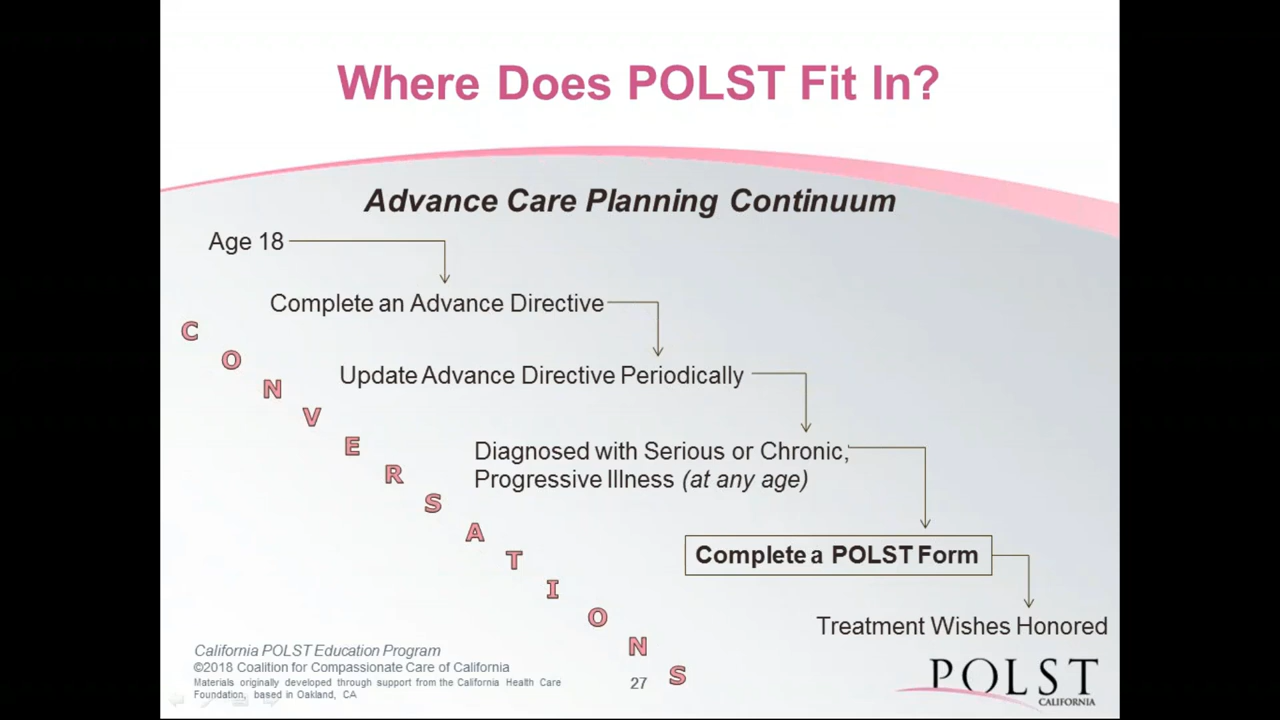 Where Does POLST Fit In?
Advance Care Planning Continuum
Age 18
Complete an Advance Directive
Update Advance Directive Periodically
Diagnosed with Serious or Chronic,
Progressive Illness (at any age)
Complete a POLST Form
Treatment Wishes Honored
CONVERSATIONS
California POLST Education Program
©2018 Coalition for Compassionate Care of California
Materials originally developed through support from the California Health Care
Foundation, based in Oakland, CA
27
POLST
CALIFORNIA